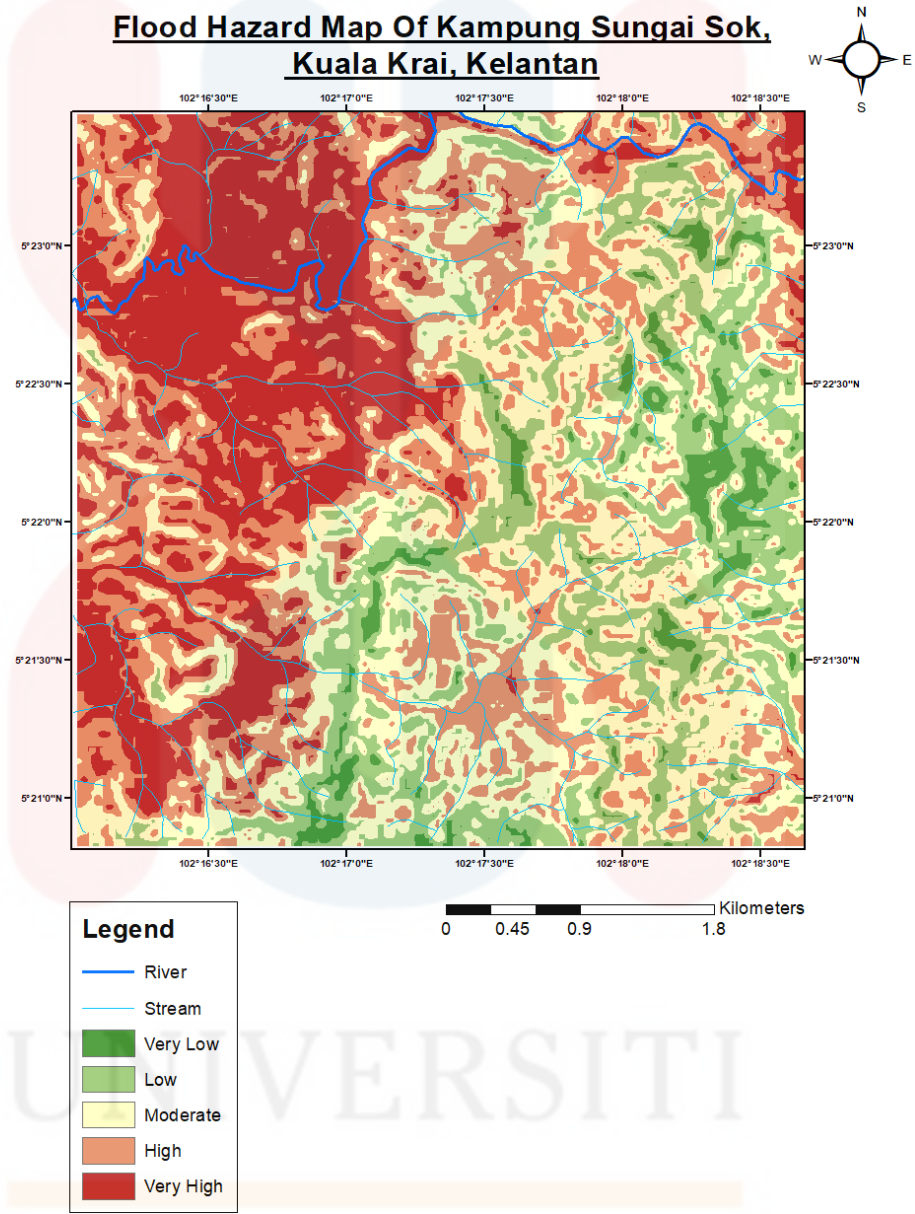 Flood Hazard Map Of Kampung Sungai Sok,
Kuala Krai, Kelantan
N
W E
S
102°16'30"E 102°17'0"E 102°17'30"E 102°18'0"E 102°18'30"E
5°23'0"N 5°23'0"N
5°22'30"N 5°22'30"N
5°22'0"N 5°22'0"N
5°21'30"N 5°21'30"N
5°21'0"N 5°21'0"N
102°16'30"E 102°17'0"E 102°17'30"E 102°18'0"E 102°18'30"E
Kilometers
0 0.45 0.9 1.8
Legend
River
Stream
Very Low
Low
Moderate
High
Very High
UNIVERSITI